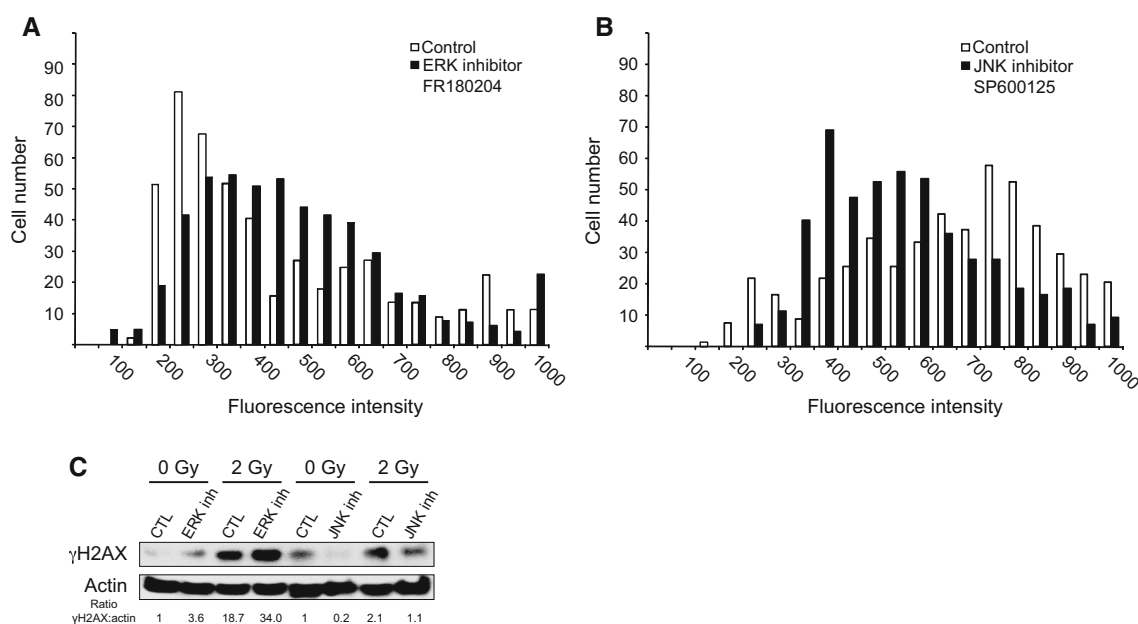 A
Control
ERK inhibitor
FR180204
90
80
70
60
50
40
30
20
10
Cell number
100 200 300 400 500 600 700 800 900 1000
Fluorescence intensity
B
Control
JNK inhibitor
SP600125
90
80
70
60
50
40
30
20
10
Cell number
100 200 300 400 500 600 700 800 900 1000
Fluorescence intensity
C
0 Gy 2 Gy 0 Gy 2 Gy
CTL ERK inh CTL ERK inh CTL JNK inh CTL JNK inh
γH2AX
Actin
Ratio
γH2AX:actin 1 3.6 18.7 34.0 1 0.2 2.1 1.1